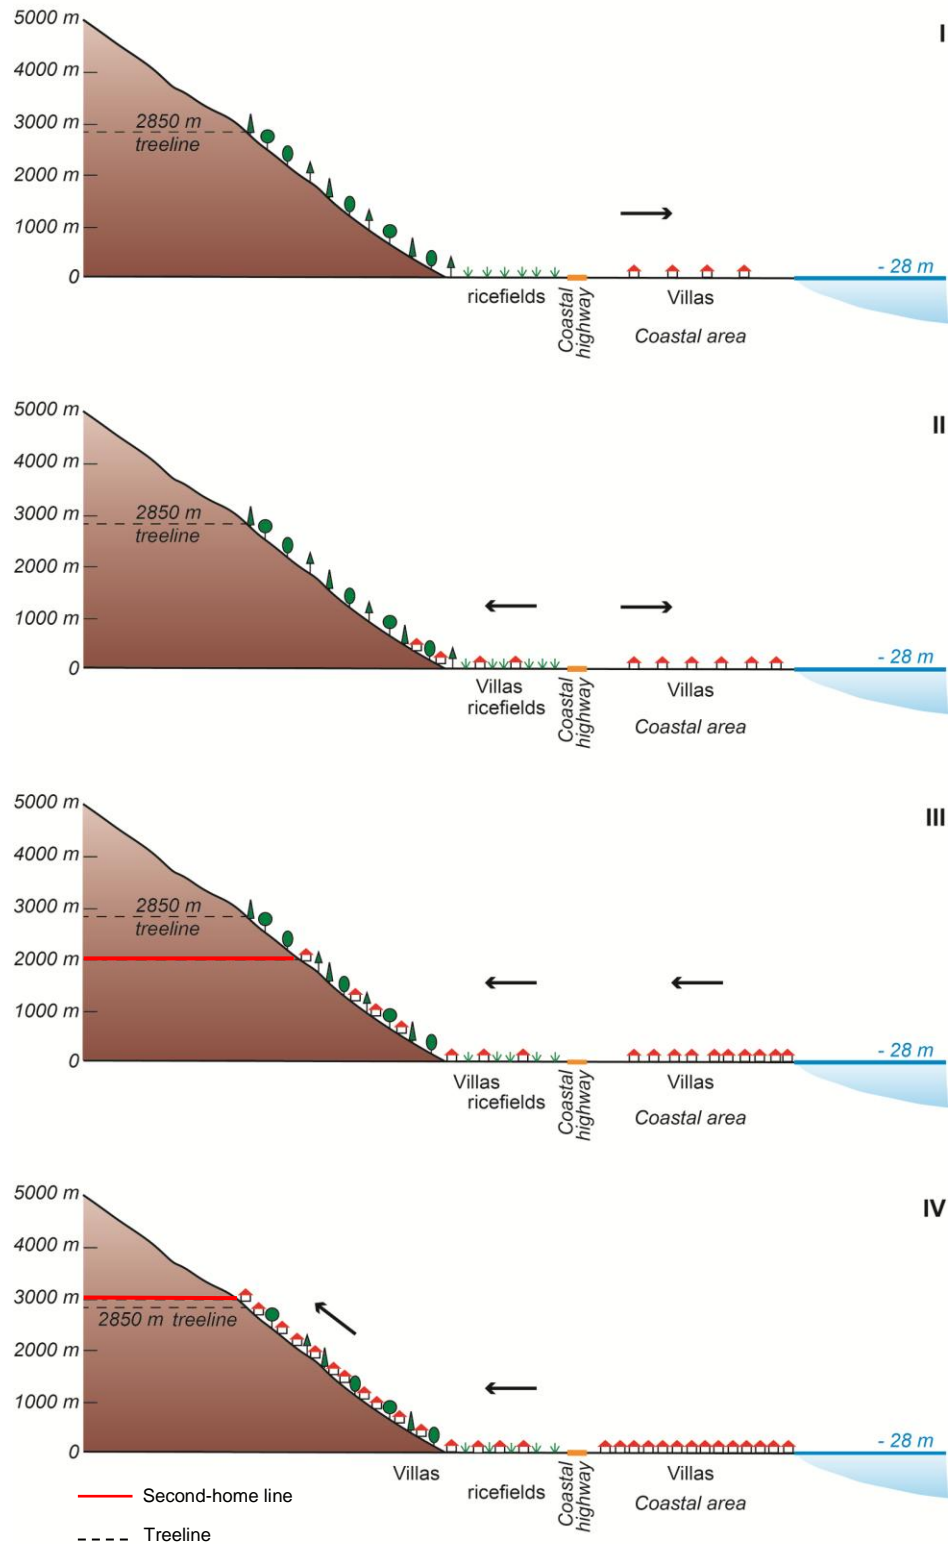 5000 m
I
4000 m
3000 m
2850 m
treeline
2000 m
1000 m
0
- 28 m
ricefields
Coastal
highway
Villas
Coastal area
5000 m
II
4000 m
3000 m
2850 m
treeline
2000 m
1000 m
0
- 28 m
Villas
ricefields
Coastal
highway
Villas
Coastal area
5000 m
III
4000 m
3000 m
2850 m
treeline
2000 m
1000 m
0
- 28 m
Villas
ricefields
Coastal
highway
Villas
Coastal area
5000 m
IV
4000 m
3000 m
2850 m treeline
2000 m
1000 m
0
- 28 m
Villas
ricefields
Coastal
highway
Villas
Coastal area
Second-home line
Treeline